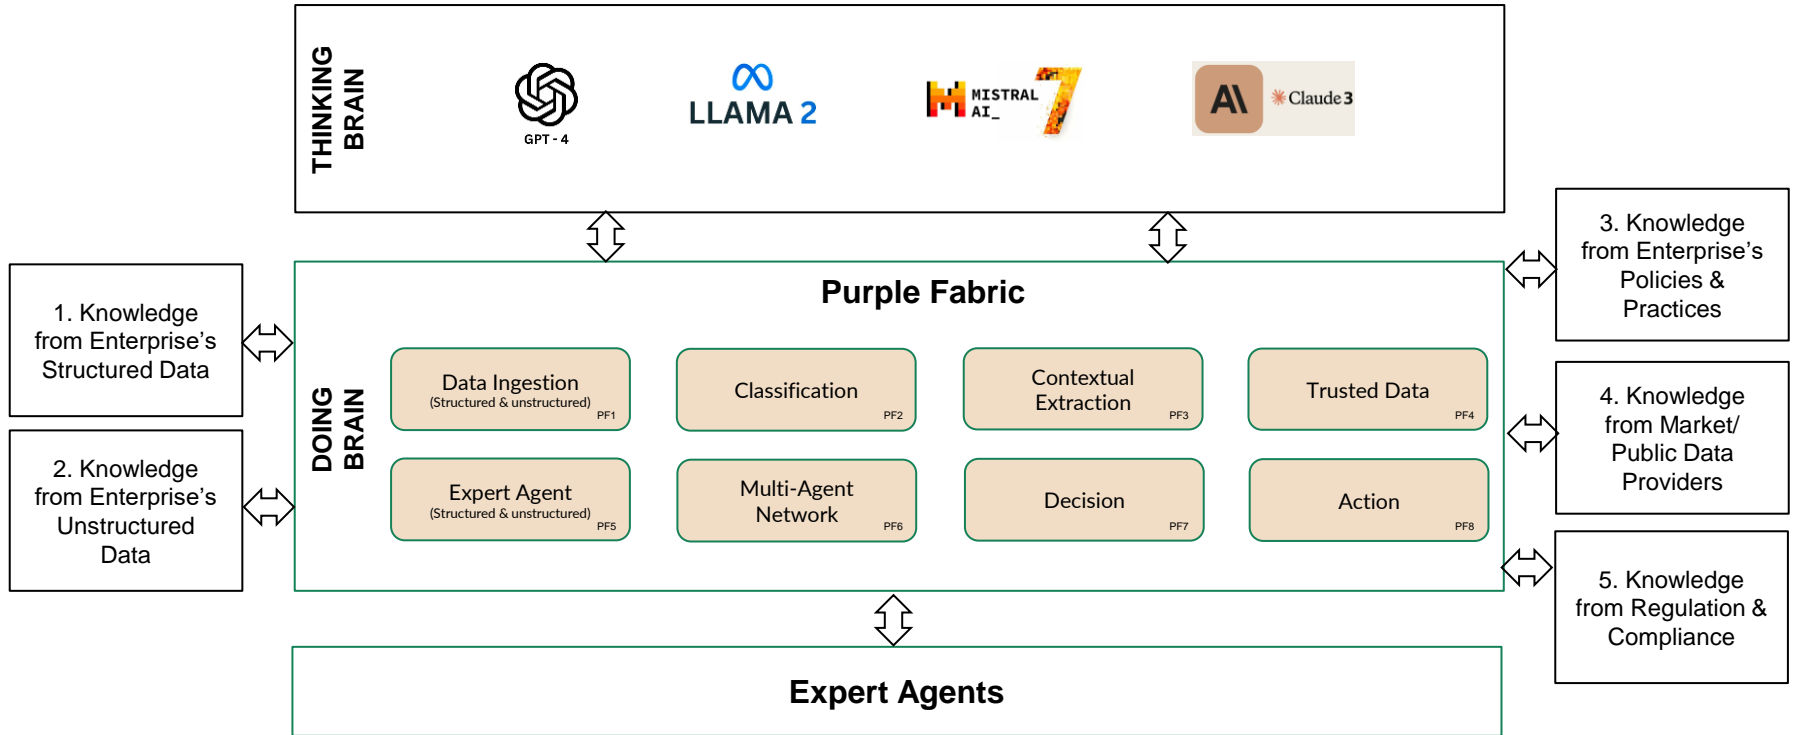 THINKING
BRAIN
GPT - 4
LLAMA 2
MISTRAL
AI_
7
A\
Claude 3
1. Knowledge
from Enterprise’s
Structured Data
2. Knowledge
from Enterprise’s
Unstructured
Data
Purple Fabric
DOING
BRAIN
Data Ingestion
(Structured & unstructured)
PF1
Classification
PF2
Contextual
Extraction
PF3
Trusted Data
PF4
Expert Agent
(Structured & unstructured)
PF5
Multi-Agent
Network
PF6
Decision
PF7
Action
PF8
3. Knowledge
from Enterprise’s
Policies &
Practices
4. Knowledge
from Market/
Public Data
Providers
5. Knowledge
from Regulation &
Compliance
Expert Agents